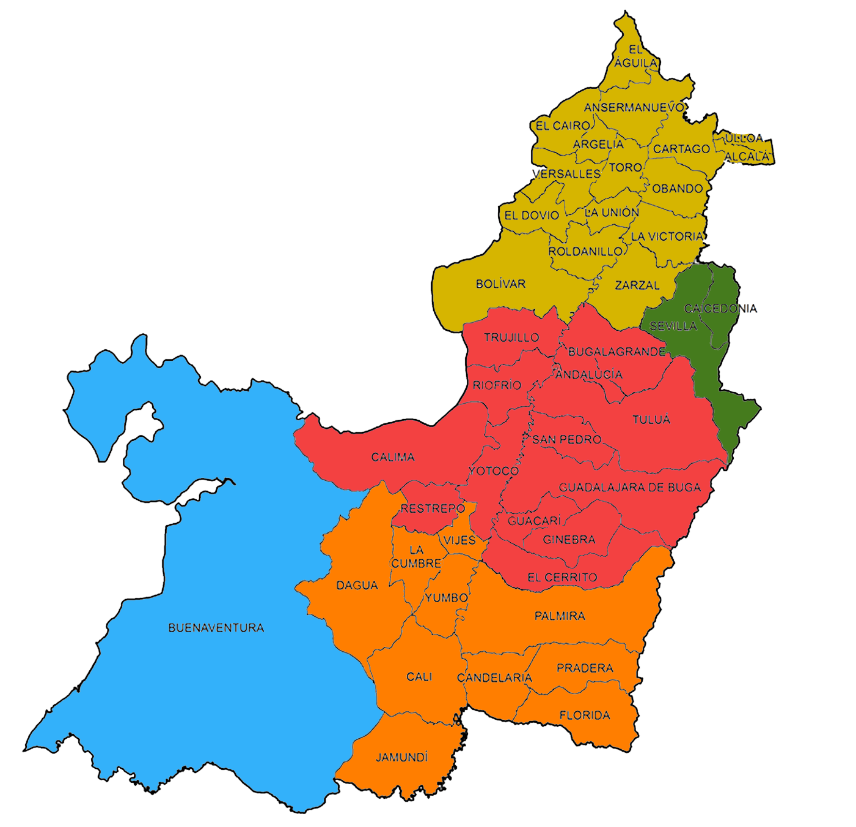 EL
ÁGUILA
ANSERMANUEVO
EL CAIRO
ULLOA
ARGELIA
CARTAGO
ALCALÁ
TORO
VERSALLES
OBANDO
EL DOVIO
LA UNIÓN
LA VICTORIA
ROLDANILLO
BOLÍVAR
ZARZAL
CAICEDONIA
SEVILLA
TRUJILLO
BUGALAGRANDE
ANDALUCÍA
RIOFRIO
TULUA
SAN PEDRO
CALIMA
YOTOCO
GUADALAJARA DE BUGA
RESTREPO
GUACARI
VIJES
GINEBRA
LA
CUMBRE
EL CERRITO
DAGUA
YUMBO
PALMIRA
BUENAVENTURA
PRADERA
CALI
CANDELARIA
FLORIDA
JAMUNDÍ